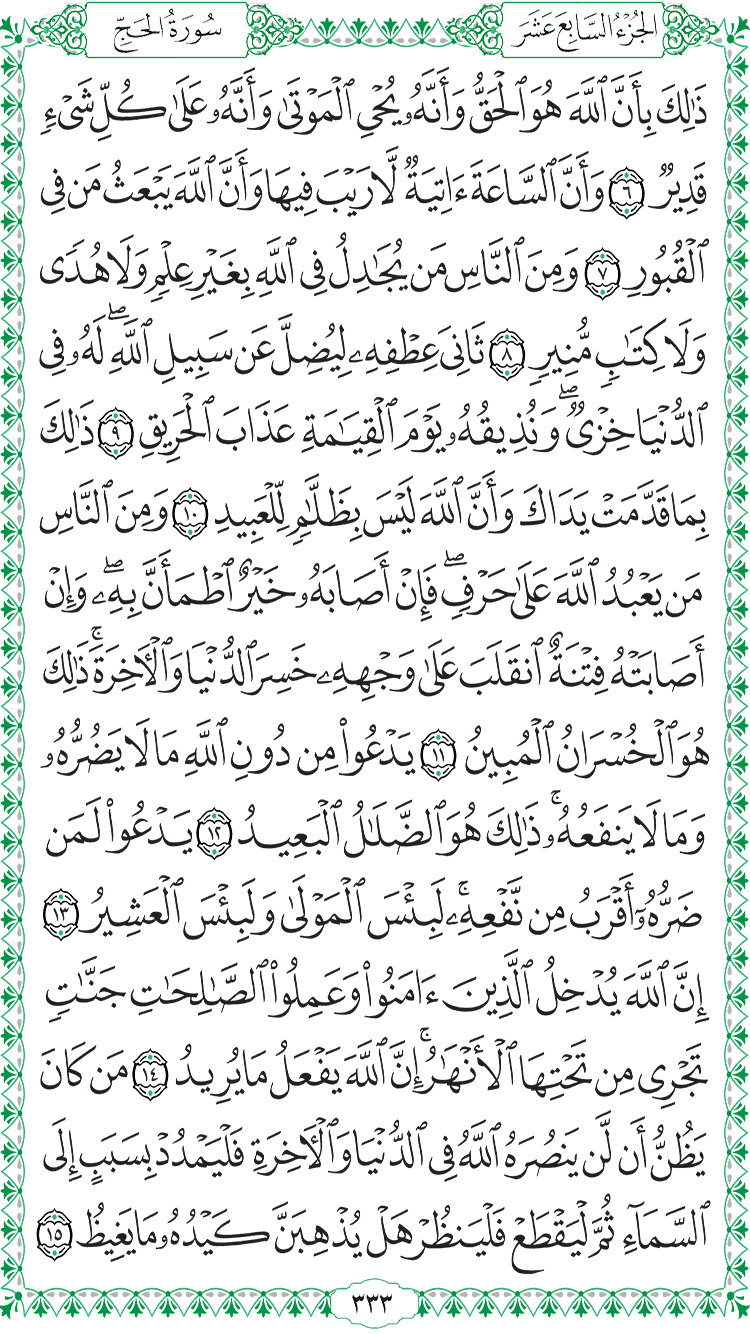 الجُزْءُ السَّابِعَ عَشَرَ
سُورَةُ الحَجِّ
ذَٰلِكَ بِأَنَّ ٱللَّهَ هُوَ ٱلْحَقُّ وَأَنَّهُۥ يُحْىِ ٱلْمَوْتَىٰ وَأَنَّهُۥ عَلَىٰ كُلِّ شَىْءٍ
قَدِيرٌ ٦ وَأَنَّ ٱلسَّاعَةَ ءَاتِيَةٌ لَّا رَيْبَ فِيهَا وَأَنَّ ٱللَّهَ يَبْعَثُ مَن فِى
ٱلْقُبُورِ ٧ وَمِنَ ٱلنَّاسِ مَن يُجَٰدِلُ فِى ٱللَّهِ بِغَيْرِ عِلْمٍ وَلَا هُدًى
وَلَا كِتَٰبٍ مُّنِيرٍ ٨ ثَانِىَ عِطْفِهِۦ لِيُضِلَّ عَن سَبِيلِ ٱللَّهِ ۖ لَهُۥ فِى
ٱلدُّنْيَا خِزْىٌ ۖ وَنُذِيقُهُۥ يَوْمَ ٱلْقِيَٰمَةِ عَذَابَ ٱلْحَرِيقِ ٩ ذَٰلِكَ
بِمَا قَدَّمَتْ يَدَاكَ وَأَنَّ ٱللَّهَ لَيْسَ بِظَلَّٰمٍ لِّلْعَبِيدِ ١٠ وَمِنَ ٱلنَّاسِ
مَن يَعْبُدُ ٱللَّهَ عَلَىٰ حَرْفٍ ۖ فَإِنْ أَصَابَهُۥ خَيْرٌ ٱطْمَأَنَّ بِهِۦ ۖ وَإِنْ
أَصَابَتْهُ فِتْنَةٌ ٱنقَلَبَ عَلَىٰ وَجْهِهِۦ خَسِرَ ٱلدُّنْيَا وَٱلْءَاخِرَةَ ۚ ذَٰلِكَ
هُوَ ٱلْخُسْرَانُ ٱلْمُبِينُ ١١ يَدْعُوا۟ مِن دُونِ ٱللَّهِ مَا لَا يَضُرُّهُۥ
وَمَا لَا يَنفَعُهُۥ ۚ ذَٰلِكَ هُوَ ٱلضَّلَٰلُ ٱلْبَعِيدُ ١٢ يَدْعُوا۟ لَمَن
ضَرُّهُۥٓ أَقْرَبُ مِن نَّفْعِهِۦ ۚ لَبِئْسَ ٱلْمَوْلَىٰ وَلَبِئْسَ ٱلْعَشِيرُ ١٣
إِنَّ ٱللَّهَ يُدْخِلُ ٱلَّذِينَ ءَامَنُوا۟ وَعَمِلُوا۟ ٱلصَّٰلِحَٰتِ جَنَّٰتٍ
تَجْرِى مِن تَحْتِهَا ٱلْأَنْهَٰرُ ۚ إِنَّ ٱللَّهَ يَفْعَلُ مَا يُرِيدُ ١٤ مَن كَانَ
يَظُنُّ أَن لَّن يَنصُرَهُ ٱللَّهُ فِى ٱلدُّنْيَا وَٱلْءَاخِرَةِ فَلْيَمْدُدْ بِسَبَبٍ إِلَى
ٱلسَّمَآءِ ثُمَّ لْيَقْطَعْ فَلْيَنظُرْ هَلْ يُذْهِبَنَّ كَيْدُهُۥ مَا يَغِيظُ ١٥
٣٣٣